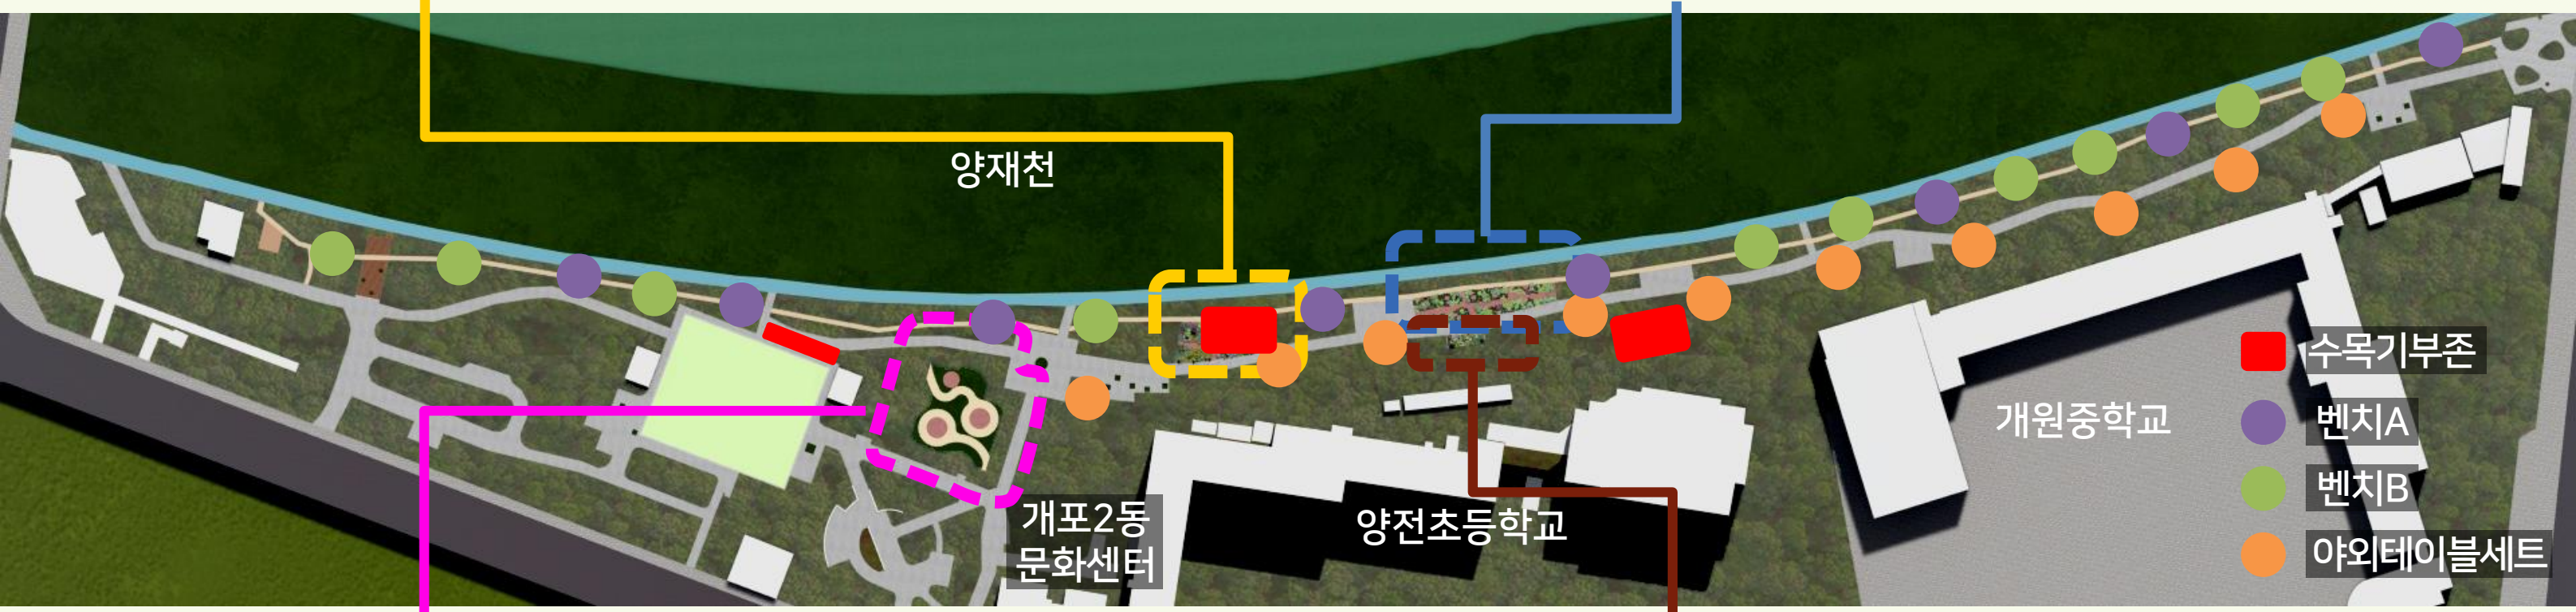 양재천
수목기부존
벤치A
개원중학교
벤치B
개포2동
문화센터
양전초등학교
야외테이블세트